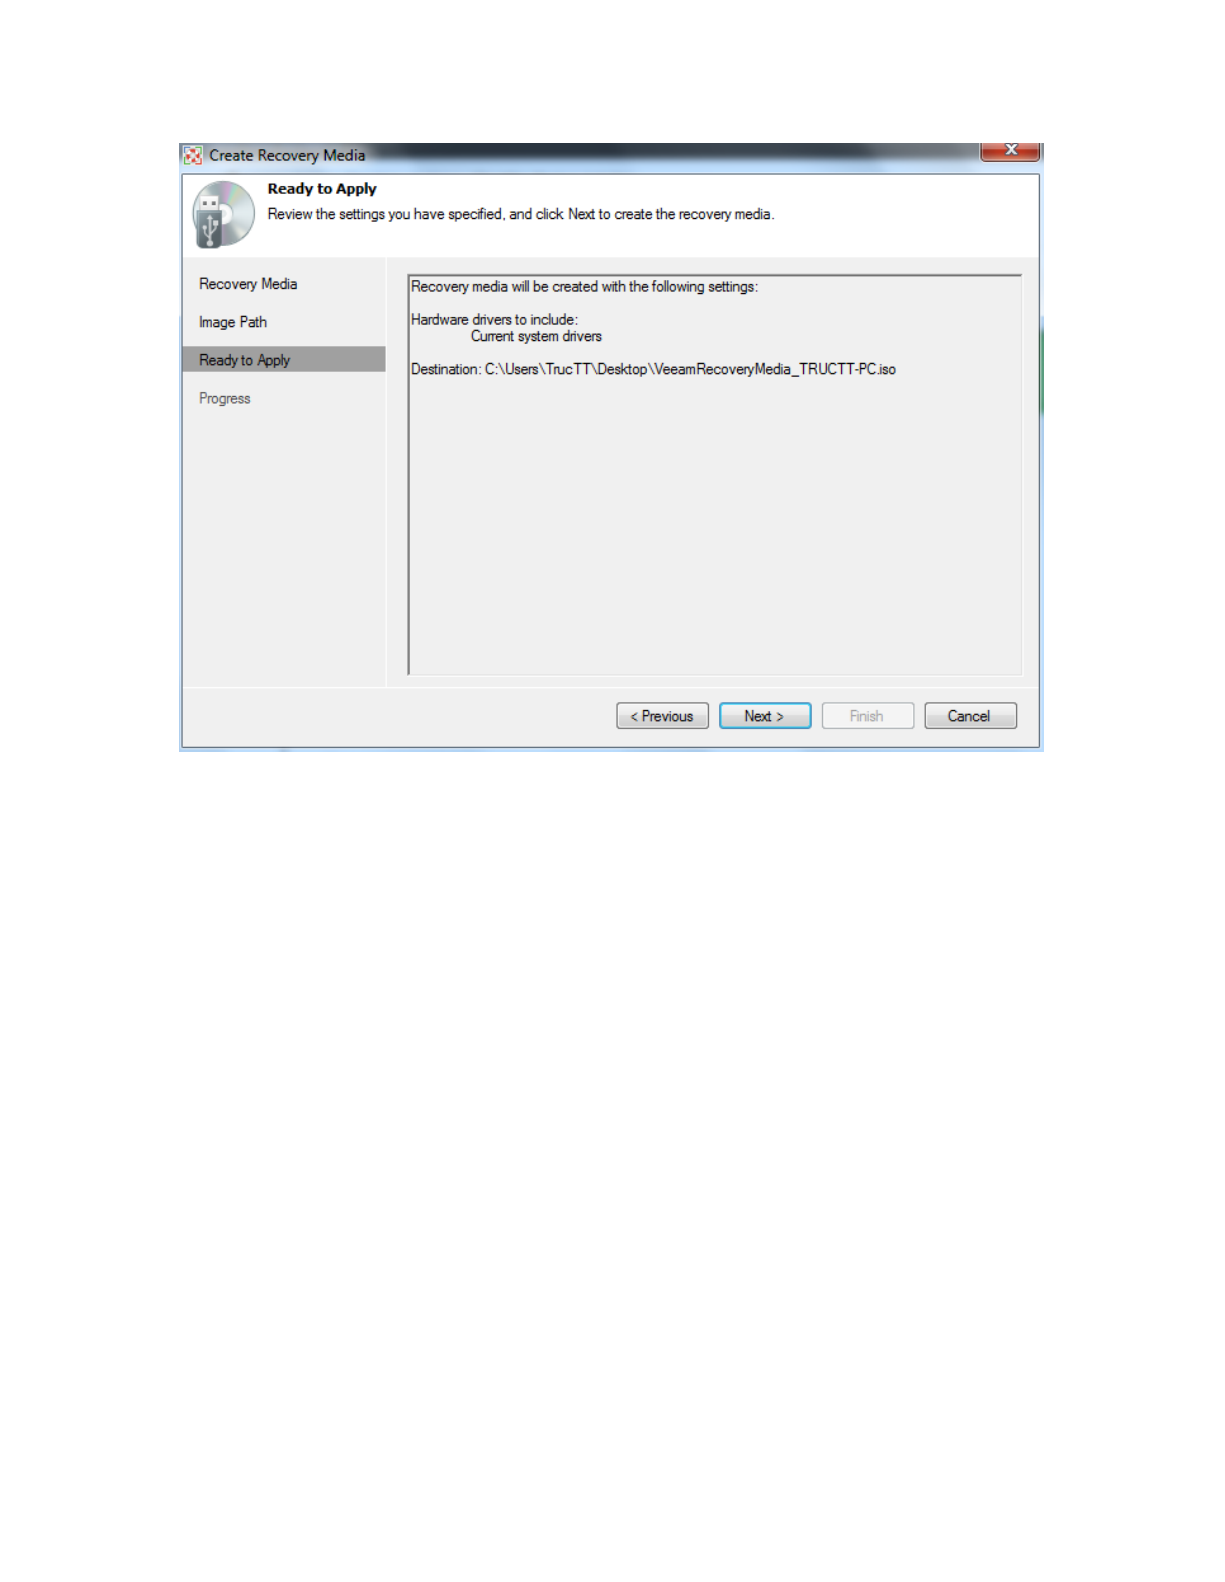 Create Recovery Media
X
Ready to Apply
Review the settings you have specified, and click Next to create the recovery media.
Recovery Media
Image Path
Ready to Apply
Progress
Recovery media will be created with the following settings:
Hardware drivers to include:
Current system drivers
Destination: C:\Users\TrucTT\Desktop\VeeamRecoveryMedia_TRUCTT-PC.iso
< Previous
Next >
Finish
Cancel